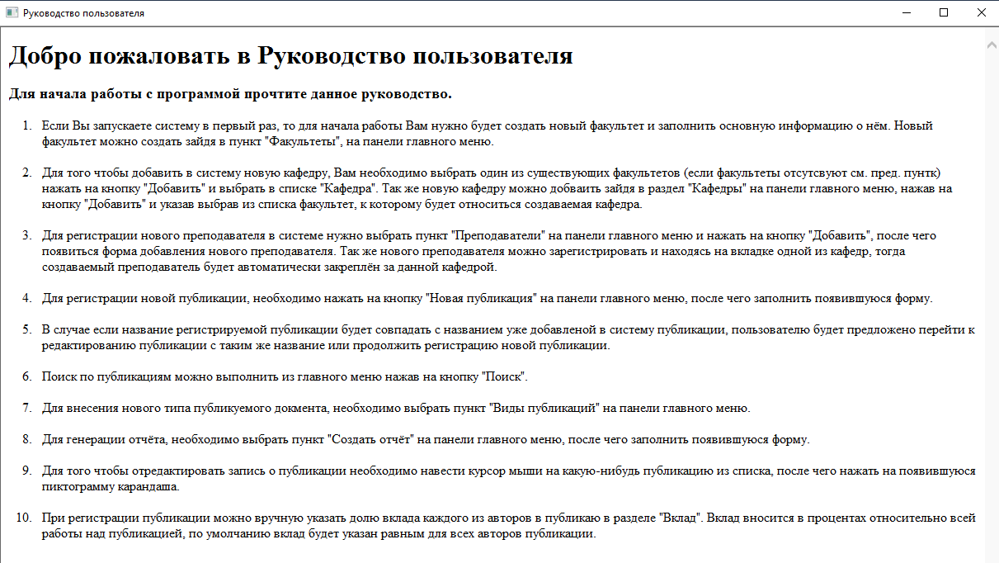 Руководство пользователя
Добро пожаловать в Руководство пользователя
Для начала работы с программой прочтите данное руководство.
1. Если Вы запускаете систему в первый раз, то для начала работы Вам нужно будет создать новый факультет и заполнить основную информацию о нём. Новый
факультет можно создать зайдя в пункт "Факультеты", на панели главного меню.
2. Для того чтобы добавить в систему новую кафедру, Вам необходимо выбрать один из существующих факультетов (если факультеты отсутсвуют см. пред. пунтк)
нажать на кнопку "Добавить" и выбрать в списке "Кафедра". Так же новую кафедру можно добваить зайдя в раздел "Кафедры" на панели главного меню, нажав на
кнопку "Добавить" и указав выбрав из списка факультет, к которому будет относиться создаваемая кафедра.
3. Для регистрации нового преподавателя в системе нужно выбрать пункт "Преподаватели" на панели главного меню и нажать на кнопку "Добавить", после чего
появиться форма добавления нового преподавателя. Так же нового преподавателя можно зарегистрировать и находясь на вкладке одной из кафедр, тогда
создаваемый преподаватель будет автоматически закреплён за данной кафедрой.
4. Для регистрации новой публикации, необходимо нажать на кнопку "Новая публикация" на панели главного меню, после чего заполнить появившуюся форму.
5. В случае если название регистрируемой публикации будет совпадать с названием уже добавленой в систему публикации, пользователю будет предложено перейти к
редактированию публикации с таким же название или продолжить регистрацию новой публикации.
6. Поиск по публикациям можно выполнить из главного меню нажав на кнопку "Поиск".
7. Для внесения нового типа публикуемого докмента, необходимо выбрать пункт "Виды публикаций" на панели главного меню.
8. Для генерации отчёта, необходимо выбрать пункт "Создать отчёт" на панели главного меню, после чего заполнить появившуюся форму.
9. Для того чтобы отредактировать запись о публикации необходимо навести курсор мыши на какую-нибудь публикацию из списка, после чего нажать на появившуюся
пиктограмму карандаша.
10. При регистрации публикации можно вручную указать долю вклада каждого из авторов в публикаю в разделе "Вклад". Вклад вносится в процентах относительно всей
работы над публикацией, по умолчанию вклад будет указан равным для всех авторов публикации.